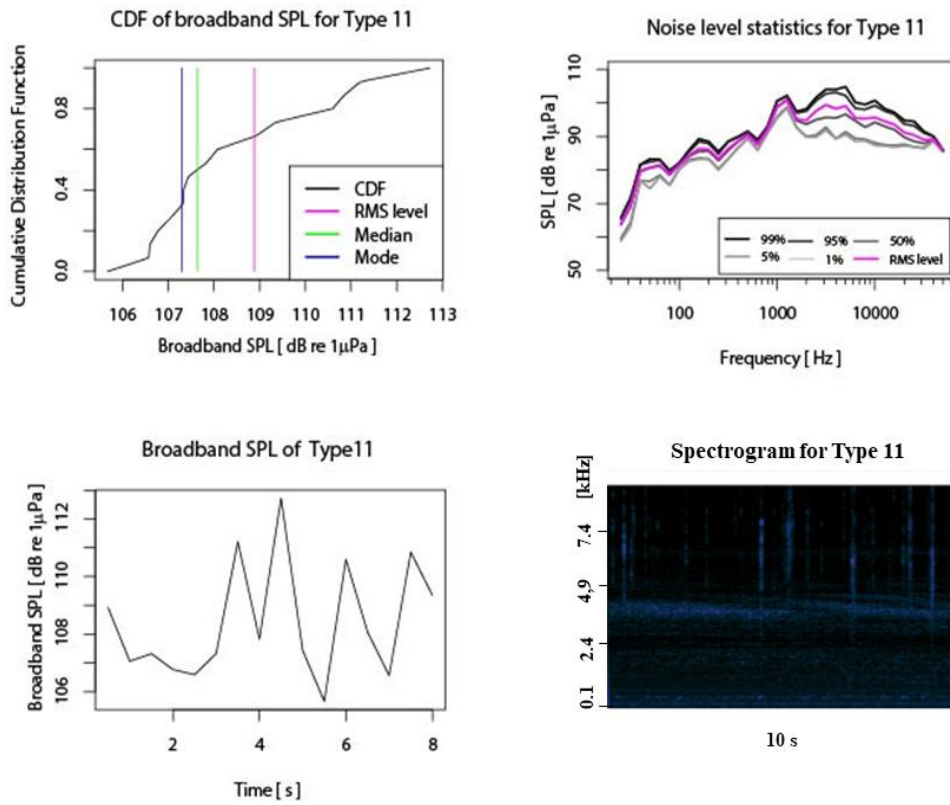 CDF of broadband SPL for Type 11
Cumulative Distribution Function
0.8
0.4
0.0
CDF
RMS level
Median
Mode
106 107 108 109 110 111 112 113
Broadband SPL [ dB re 1μPa ]
Noise level statistics for Type 11
SPL [ dB re 1μPa ]
110
90
70
50
99% 95% 50%
5% 1% RMS level
100 1000 10000
Frequency [ Hz ]
Broadband SPL of Type11
Broadband SPL [ dB re 1μPa ]
112
110
108
106
2 4 6 8
Time [ s ]
Spectrogram for Type 11
[kHz]
7.4
4,9
2.4
0.1
10 s